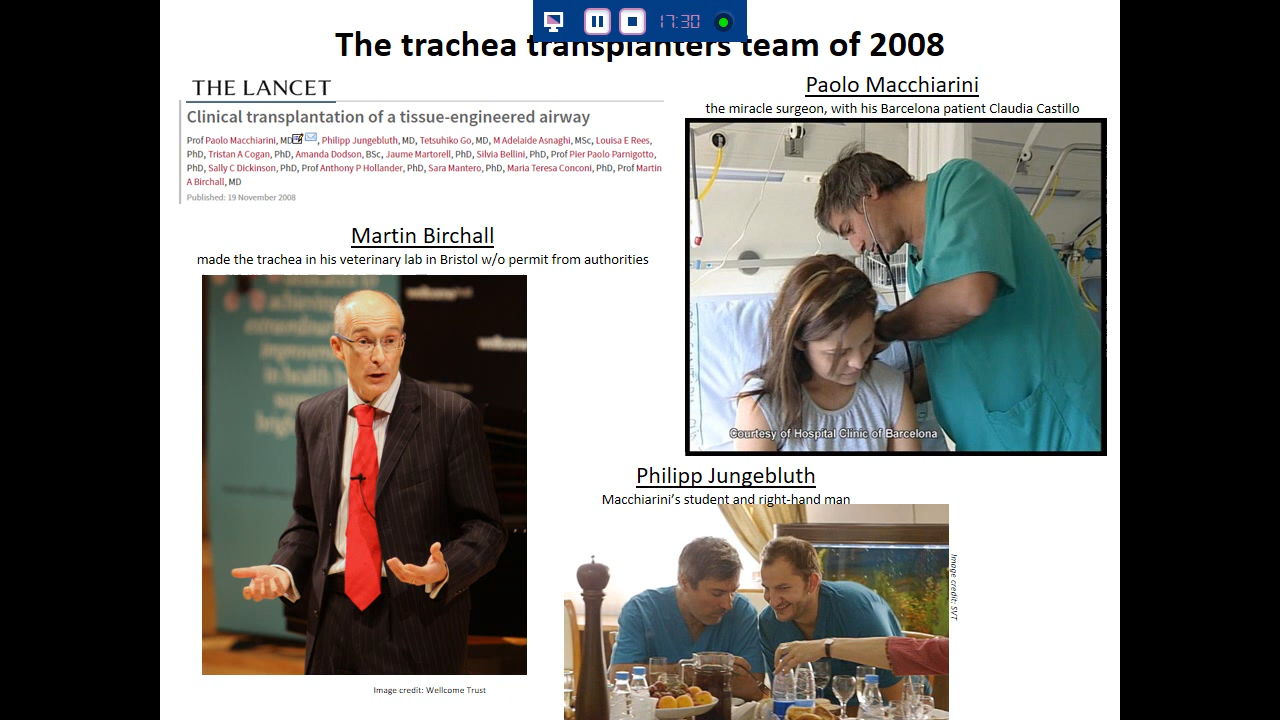 17:30
The trachea transplanters team of 2008
THE LANCET
Clinical transplantation of a tissue-engineered airway
Prof Paolo Macchiarini, MD, Philipp Jungebluth, MD, Tetsuhiko Go, MD, M Adelaide Asnaghi, MSc, Louisa E Rees,
PhD, Tristan A Cogan, PhD, Amanda Dodson, BSc, Jaume Martorell, PhD, Silvia Bellini, PhD, Prof Pier Paolo Parnigotto,
PhD, Sally C Dickinson, PhD, Prof Anthony P Hollander, PhD, Sara Mantero, PhD, Maria Teresa Conconi, PhD, Prof Martin
A Birchall, MD
Published: 19 November 2008
Paolo Macchiarini
the miracle surgeon, with his Barcelona patient Claudia Castillo
Courtesy of Hospital Clinic of Barcelona
Martin Birchall
made the trachea in his veterinary lab in Bristol w/o permit from authorities
achieving
extraordinary
in health
Image credit: Wellcome Trust
Philipp Jungebluth
Macchiarini's student and right-hand man
Image credit: SVT